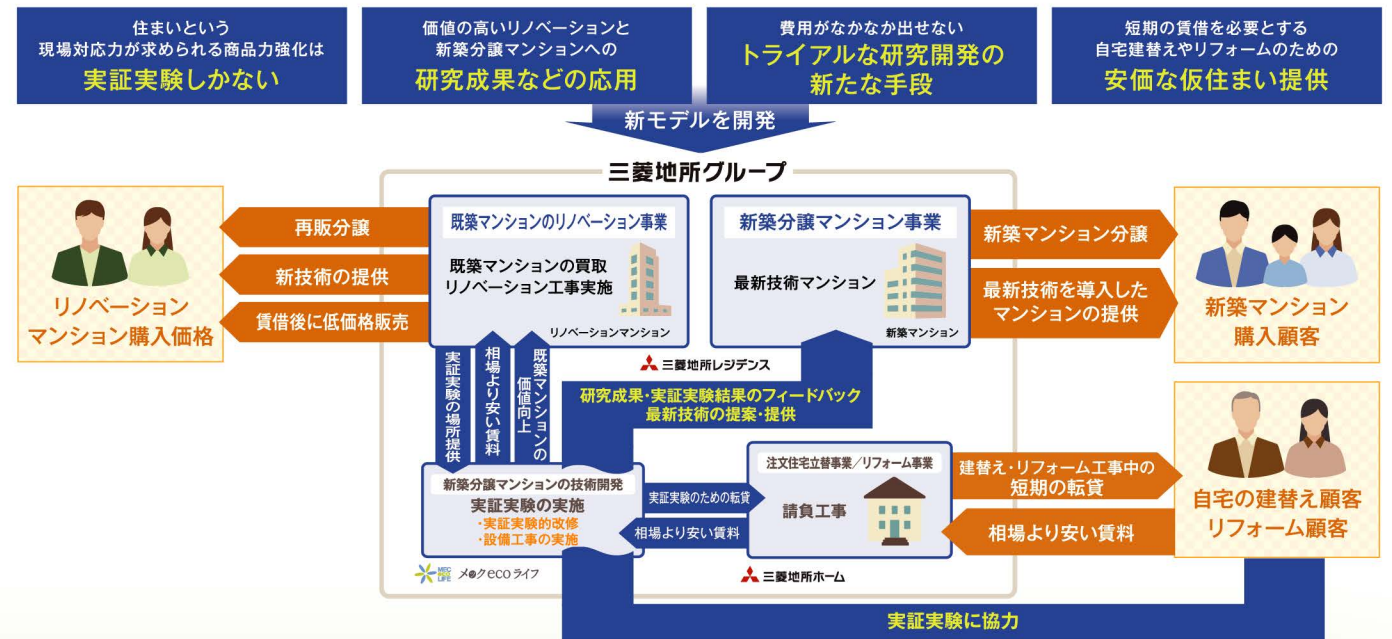 住まいという
現場対応力が求められる商品力強化は
実証実験しかない
価値の高いリノベーションと
新築分譲マンションへの
研究成果などの応用
費用がなかなか出せない
トライアルな研究開発の
新たな手段
短期の賃借を必要とする
自宅建替えやリフォームのための
安価な仮住まい提供
新モデルを開発
三菱地所グループ
リノベーション
マンション購入価格
再販分譲
新技術の提供
賃借後に低価格販売
既築マンションのリノベーション事業
既築マンションの買取
リノベーション工事実施
リノベーションマンション
新築分譲マンション事業
最新技術マンション
新築マンション
三菱地所レジデンス
新築マンション分譲
最新技術を導入した
マンションの提供
新築マンション
購入顧客
実証実験の場所提供
相場より安い賃料
既築マンションの
価値向上
研究成果・実証実験結果のフィードバック
最新技術の提案・提供
新築分譲マンションの技術開発
実証実験の実施
・実証実験的改修
・設備工事の実施
MEC
ECO
LIFE
メックecoライフ
実証実験のための転貸
相場より安い賃料
注文住宅立替事業／リフォーム事業
請負工事
三菱地所ホーム
建替え・リフォーム工事中の
短期の転貸
相場より安い賃料
自宅の建替え顧客
リフォーム顧客
実証実験に協力